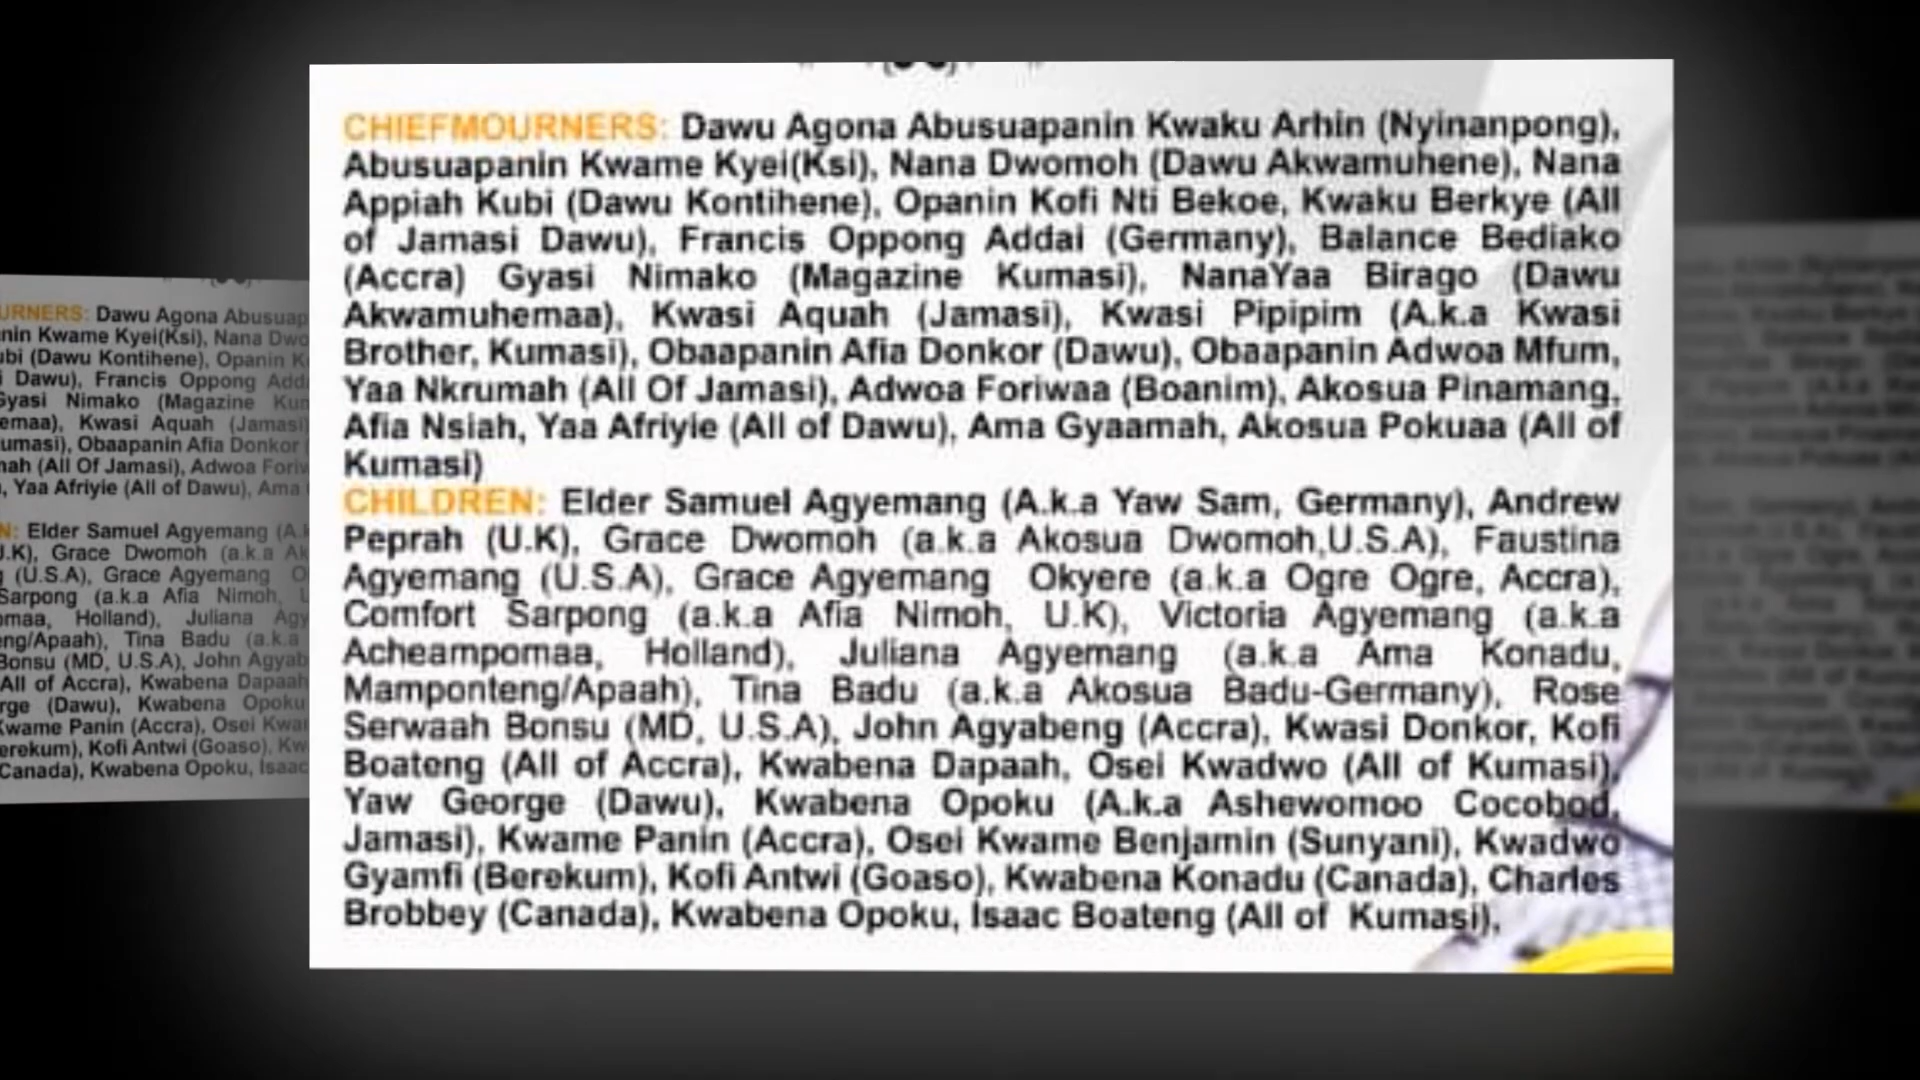 CHIEFMOURNERS: Dawu Agona Abusuapanin Kwaku Arhin (Nyinanpong),
Abusuapanin Kwame Kyei(Ksi), Nana Dwomoh (Dawu Akwamuhene), Nana
Appiah Kubi (Dawu Kontihene), Opanin Kofi Nti Bekoe, Kwaku Berkye (All
of Jamasi Dawu), Francis Oppong Addai (Germany), Balance Bediako
(Accra) Gyasi Nimako (Magazine Kumasi), NanaYaa Birago (Dawu
Akwamuhemaa), Kwasi Aquah (Jamasi), Kwasi Pipipim (A.k.a Kwasi
Brother, Kumasi), Obaapanin Afia Donkor (Dawu), Obaapanin Adwoa Mfum,
Yaa Nkrumah (All Of Jamasi), Adwoa Foriwaa (Boanim), Akosua Pinamang,
Afia Nsiah, Yaa Afriyie (All of Dawu), Ama Gyaamah, Akosua Pokuaa (All of
Kumasi)
CHILDREN: Elder Samuel Agyemang (A.k.a Yaw Sam, Germany), Andrew
Peprah (U.K), Grace Dwomoh (a.k.a Akosua Dwomoh,U.S.A), Faustina
Agyemang (U.S.A), Grace Agyemang Okyere (a.k.a Ogre Ogre, Accra),
Comfort Sarpong (a.k.a Afia Nimoh, U.K), Victoria Agyemang (a.k.a
Acheampomaa, Holland), Juliana Agyemang (a.k.a Ama Konadu,
Mamponteng/Apaah), Tina Badu (a.k.a Akosua Badu-Germany), Rose
Serwaah Bonsu (MD, U.S.A), John Agyabeng (Accra), Kwasi Donkor, Kofi
Boateng (All of Accra), Kwabena Dapaah, Osei Kwadwo (All of Kumasi),
Yaw George (Dawu), Kwabena Opoku (A.k.a Ashewomoo Cocobod,
Jamasi), Kwame Panin (Accra), Osei Kwame Benjamin (Sunyani), Kwadwo
Gyamfi (Berekum), Kofi Antwi (Goaso), Kwabena Konadu (Canada), Charles
Brobbey (Canada), Kwabena Opoku, Isaac Boateng (All of Kumasi),